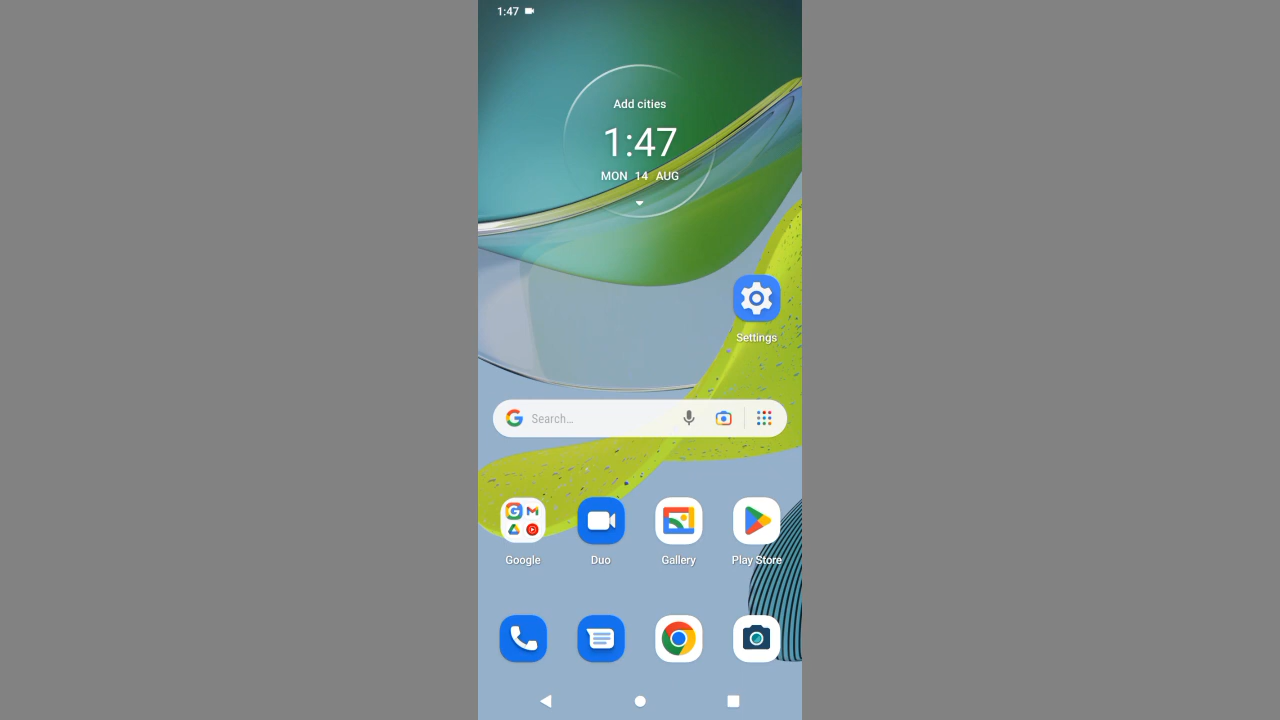 1:47
Add cities
1:47
MON 14 AUG
Settings
Search...
Google
Duo
Gallery
Play Store